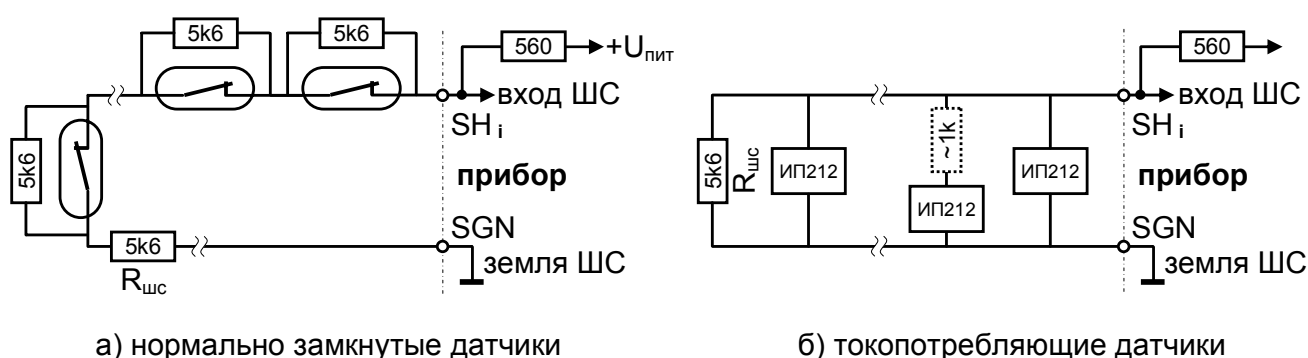 5k6
5k6
560
+Uпит
вход ШС
SH i
5k6
прибор
SGN
земля ШС
5k6
Rшс
а) нормально замкнутые датчики
560
вход ШС
SH i
5k6
Rшс
ИП212
~1k
ИП212
ИП212
прибор
SGN
земля ШС
б) токопотребляющие датчики